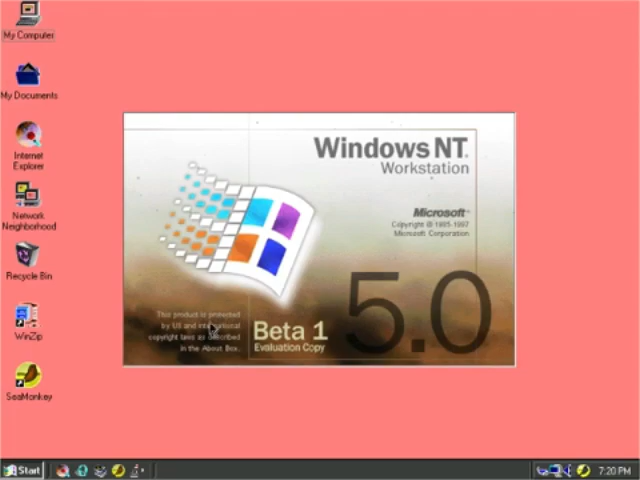 My Computer
My Documents
Internet
Explorer
Network
Neighborhood
Recycle Bin
WinZip
SeaMonkey
Windows NT
Workstation
Microsoft
Copyright © 1985-1997
Microsoft Corporation
5.0
This product is protected
by US and international
copyright laws as described
in the About Box.
Beta 1
Evaluation Copy
Start
7:20 PM